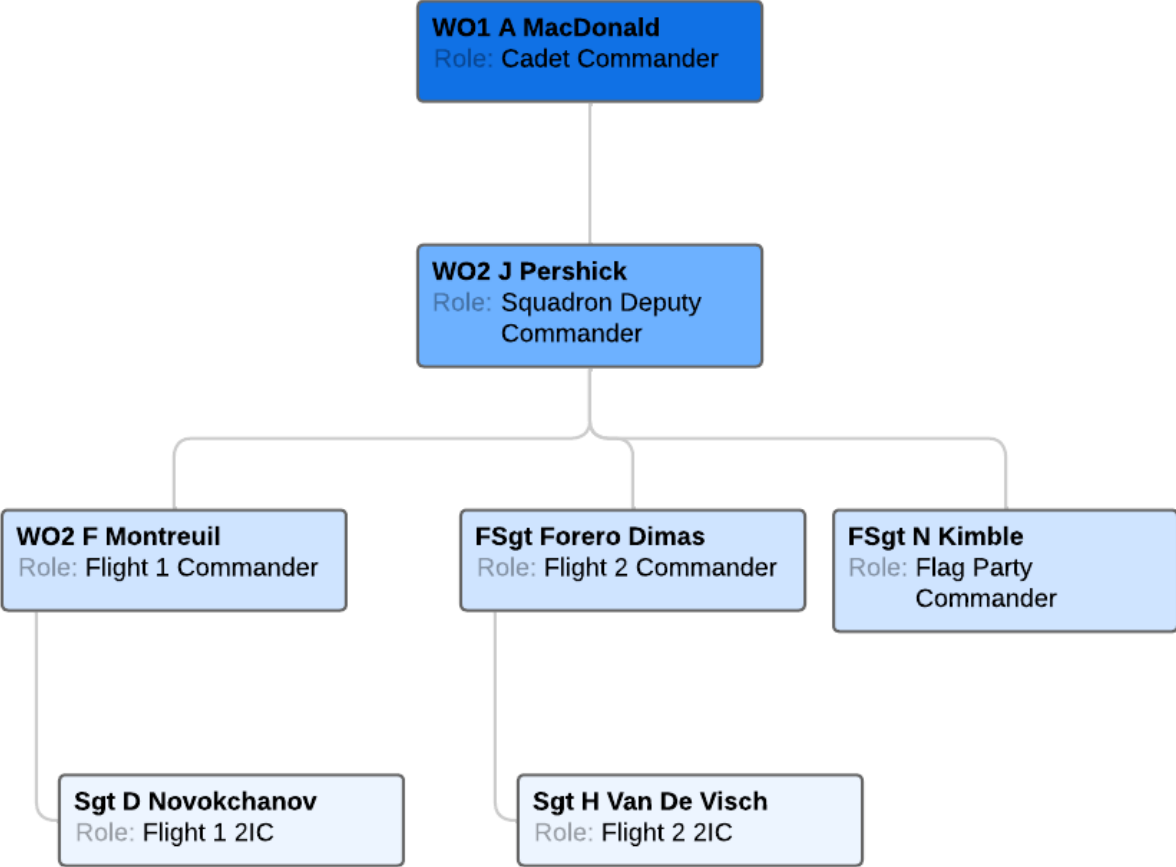 WO1 A MacDonald
Role: Cadet Commander
WO2 J Pershick
Role: Squadron Deputy
Commander
WO2 F Montreuil
Role: Flight 1 Commander
FSgt Forero Dimas
Role: Flight 2 Commander
FSgt N Kimble
Role: Flag Party
Commander
Sgt D Novokchanov
Role: Flight 1 2IC
Sgt H Van De Visch
Role: Flight 2 2IC